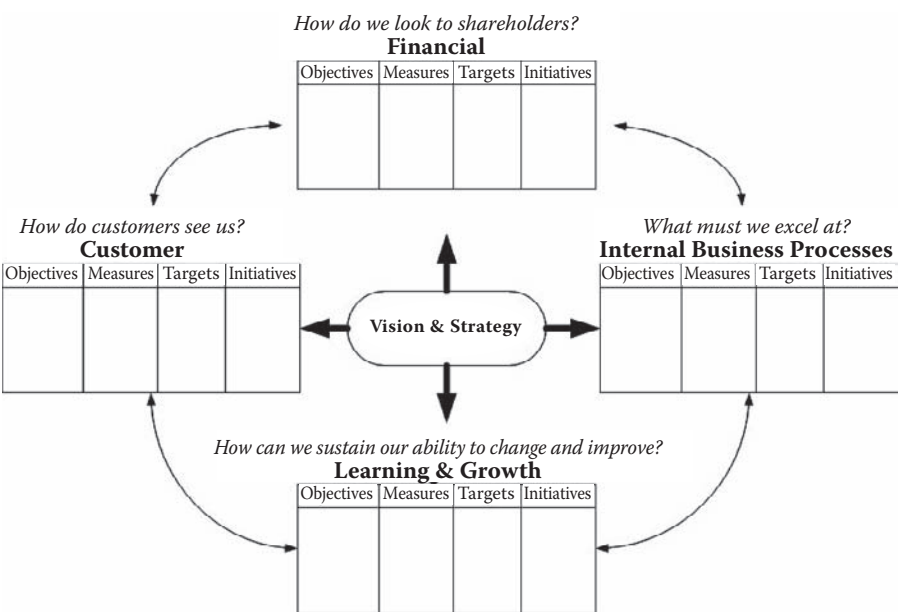 How do we look to shareholders?
Financial
Objectives Measures Targets Initiatives
How do customers see us?
Customer
Objectives Measures Targets Initiatives
What must we excel at?
Internal Business Processes
Objectives Measures Targets Initiatives
Vision & Strategy
How can we sustain our ability to change and improve?
Learning & Growth
Objectives Measures Targets Initiatives